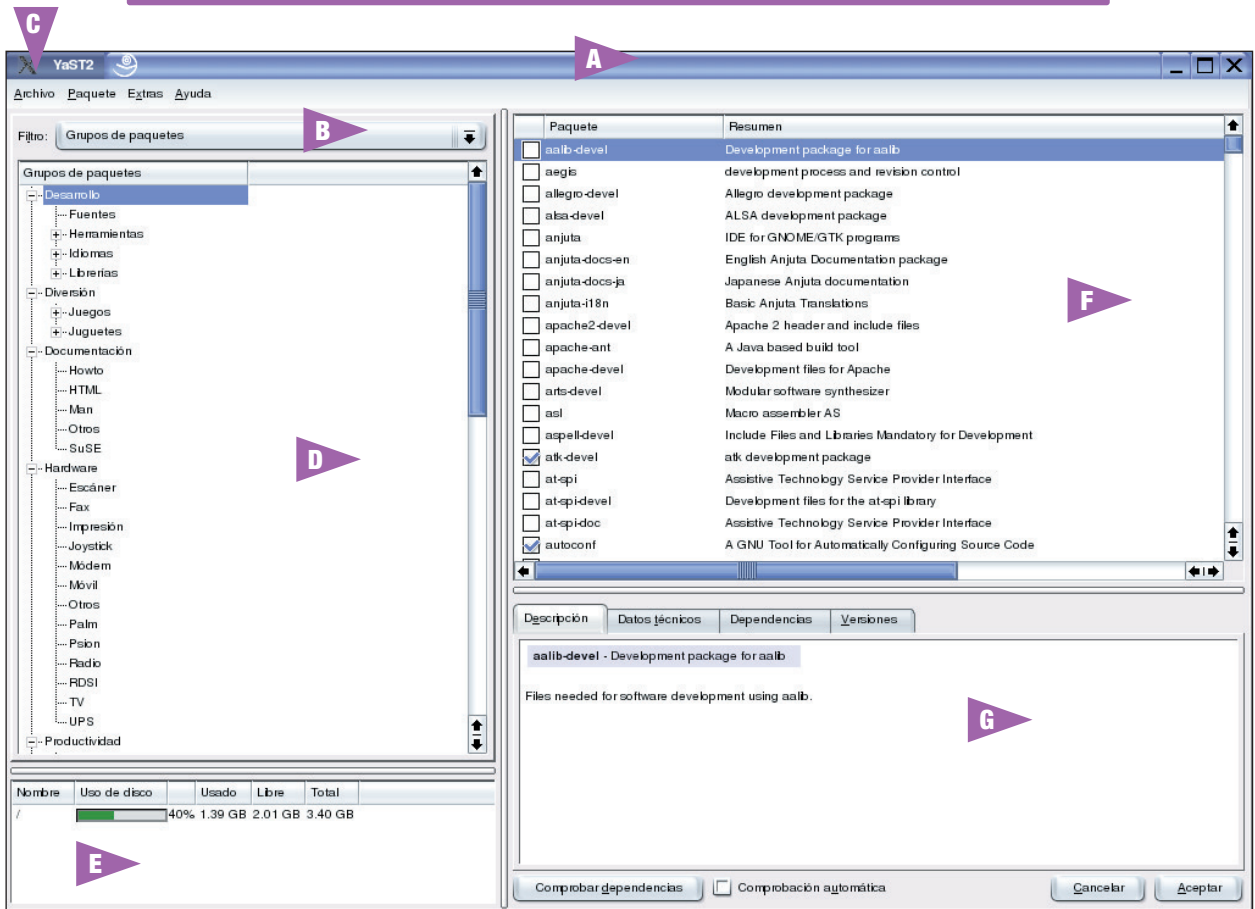 C
A
YaST2
Archivo Paquete Extras Ayuda
B
Filtro: Grupos de paquetes
Grupos de paquetes
Desarrollo
Fuentes
Herramientas
Idiomas
Librerías
Diversión
Juegos
Juguetes
Documentación
Howto
HTML
Man
Otros
SuSE
D
Hardware
Escáner
Fax
Impresión
Joystick
Módem
Móvil
Otros
Palm
Psion
Radio
RDSI
TV
UPS
Productividad
Nombre Uso de disco Usado Libre Total
/ 40% 1.39 GB 2.01 GB 3.40 GB
E
Paquete Resumen
aalib-devel Development package for aalib
aegis development process and revision control
allegro-devel Allegro development package
alsa-devel ALSA development package
anjuta IDE for GNOME/GTK programs
anjuta-docs-en English Anjuta Documentation package
anjuta-docs-ja Japanese Anjuta documentation
anjuta-i18n Basic Anjuta Translations
F
apache2-devel Apache 2 header and include files
apache-ant A Java based build tool
apache-devel Development files for Apache
arts-devel Modular software synthesizer
asl Macro assembler AS
aspell-devel Include Files and Libraries Mandatory for Development
atk-devel atk development package
at-spi Assistive Technology Service Provider Interface
at-spi-devel Development files for the at-spi library
at-spi-doc Assistive Technology Service Provider Interface
autoconf A GNU Tool for Automatically Configuring Source Code
Descripción Datos técnicos Dependencias Versiones
aalib-devel - Development package for aalib
Files needed for software development using aalib.
G
Comprobar dependencias Comprobación automática Cancelar Aceptar